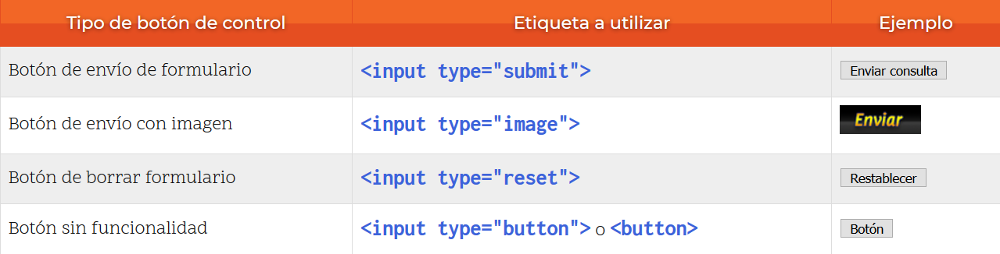 Tipo de botón de control Etiqueta a utilizar Ejemplo
Botón de envío de formulario <input type="submit"> Enviar consulta
Botón de envío con imagen <input type="image"> Enviar
Botón de borrar formulario <input type="reset"> Restablecer
Botón sin funcionalidad <input type="button"> o <button> Botón